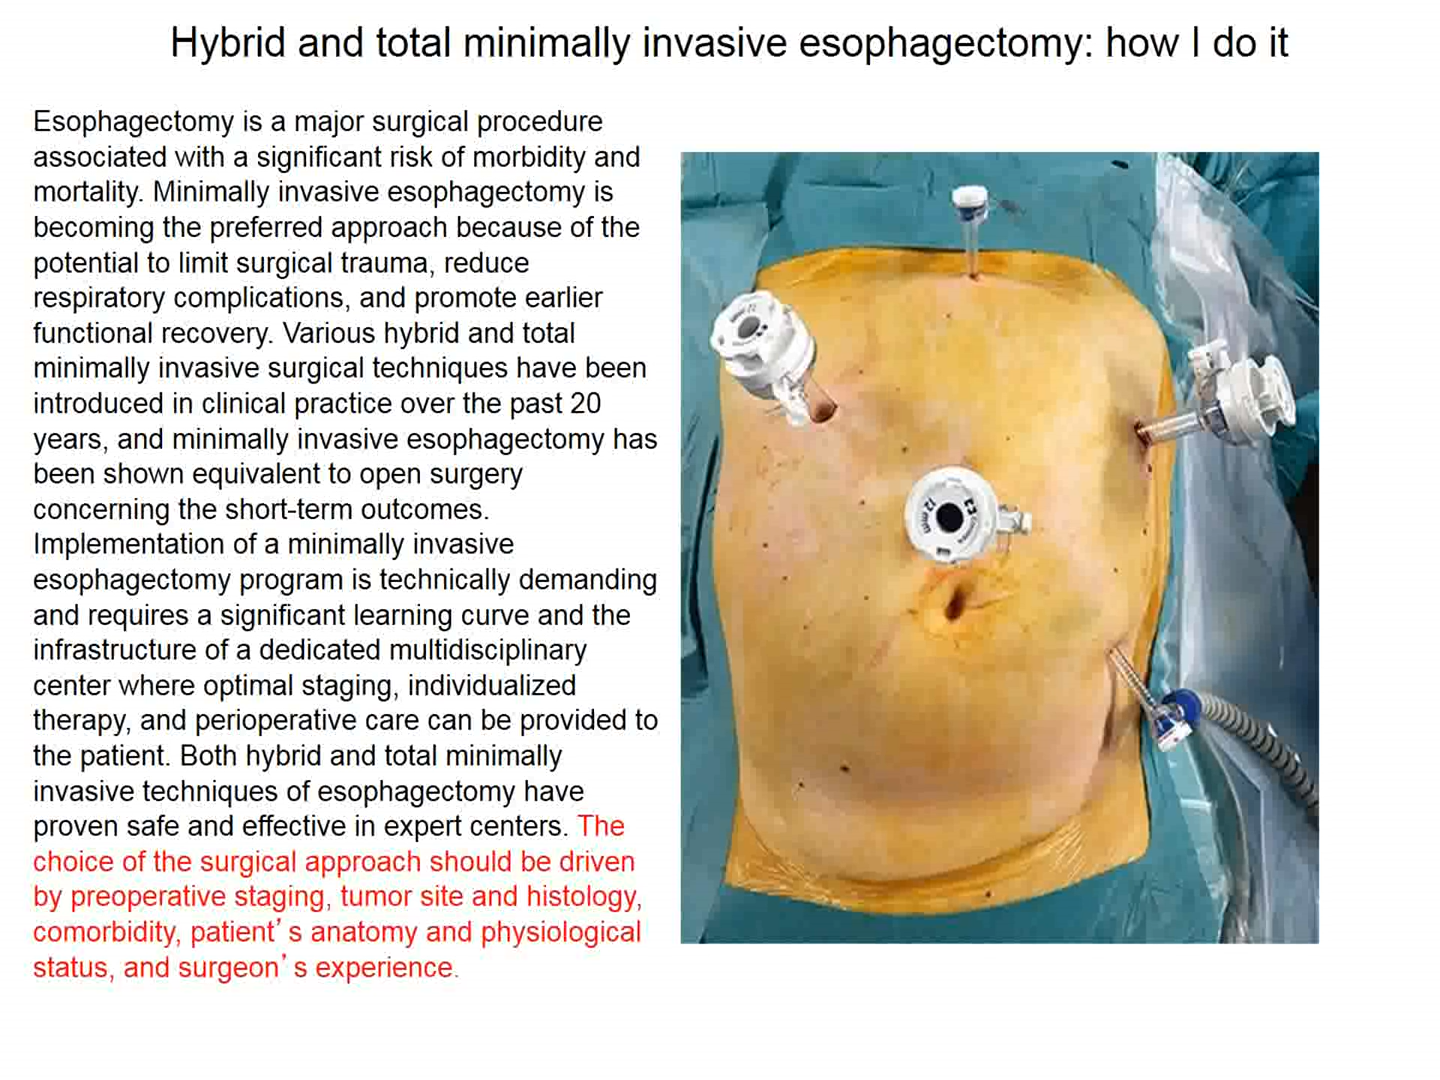 Hybrid and total minimally invasive esophagectomy: how I do it
Esophagectomy is a major surgical procedure
associated with a significant risk of morbidity and
mortality. Minimally invasive esophagectomy is
becoming the preferred approach because of the
potential to limit surgical trauma, reduce
respiratory complications, and promote earlier
functional recovery. Various hybrid and total
minimally invasive surgical techniques have been
introduced in clinical practice over the past 20
years, and minimally invasive esophagectomy has
been shown equivalent to open surgery
concerning the short-term outcomes.
Implementation of a minimally invasive
esophagectomy program is technically demanding
and requires a significant learning curve and the
infrastructure of a dedicated multidisciplinary
center where optimal staging, individualized
therapy, and perioperative care can be provided to
the patient. Both hybrid and total minimally
invasive techniques of esophagectomy have
proven safe and effective in expert centers. The
choice of the surgical approach should be driven
by preoperative staging, tumor site and histology,
comorbidity, patient’s anatomy and physiological
status, and surgeon’s experience.
12 mm